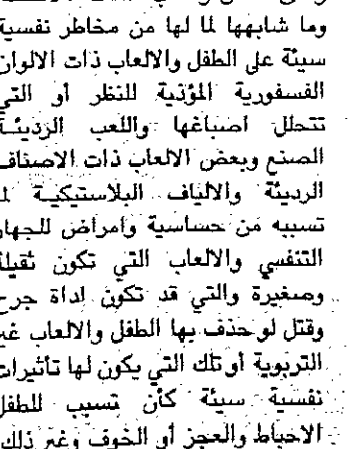 وما شابهها لما لها من مخاطر نفسية
سيئة على الطفل والالعاب ذات الالوان
الفسفورية المؤذية للنظر أو التي
تتحلل اصباغها واللعب الرديئة
الصنع وبعض الالعاب ذات الاصناف
الرديئة والالياف البلاستيكية لما
تسببه من حساسية وامراض للجهاز
التنفسي والالعاب التي تكون ثقيلة
وصغيرة والتي قد تكون اداة جرح
وقتل لو حذف بها الطفل والالعاب غير
التربوية أو تلك التي يكون لها تأثيرات
نفسية سيئة كأن تسبب للطفل
الاحباط والعجز أو الخوف وغير ذلك